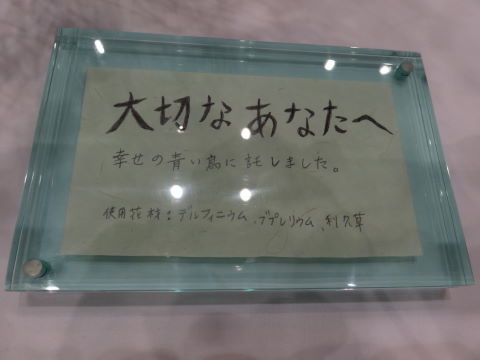 大切なあなたへ
幸せの青い鳥に託しました。
使用花材：デルフィニウム、ブプレリウム、利久草